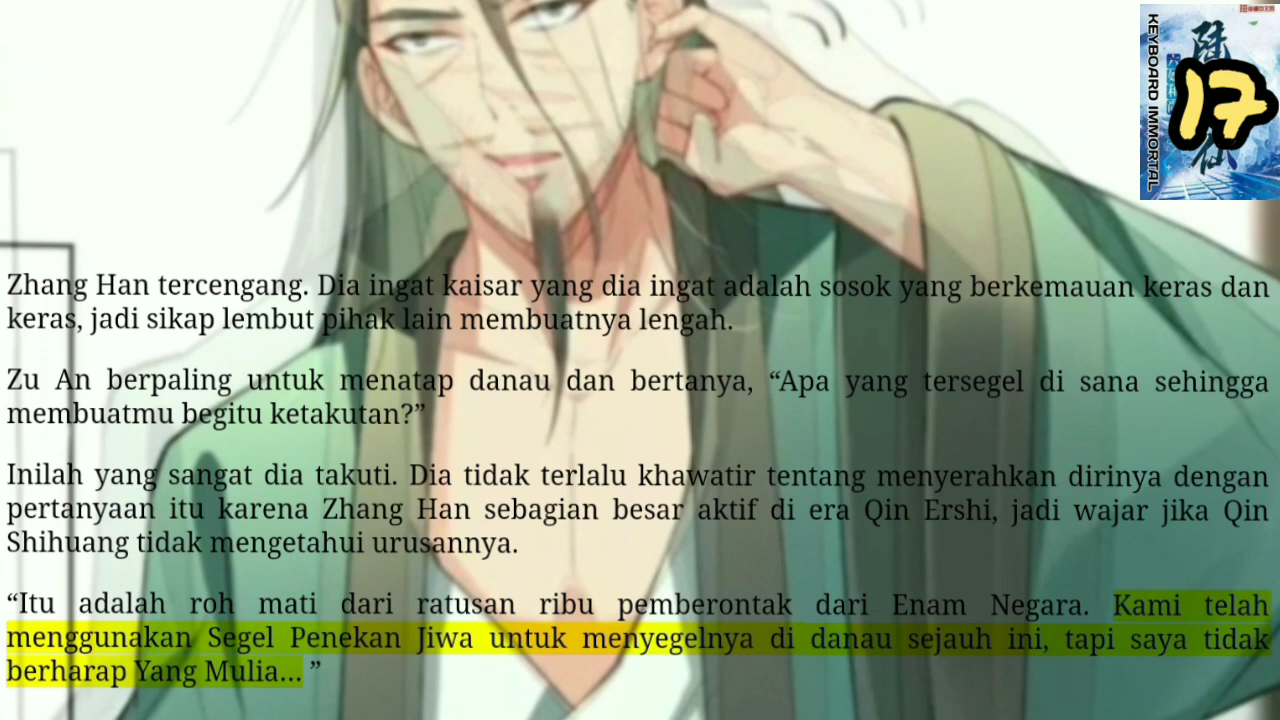 KEYBOARD IMMORTAL
17
Zhang Han tercengang. Dia ingat kaisar yang dia ingat adalah sosok yang berkemauan keras dan
keras, jadi sikap lembut pihak lain membuatnya lengah.
Zu An berpaling untuk menatap danau dan bertanya, “Apa yang tersegel di sana sehingga
membuatmu begitu ketakutan?”
Inilah yang sangat dia takuti. Dia tidak terlalu khawatir tentang menyerahkan dirinya dengan
pertanyaan itu karena Zhang Han sebagian besar aktif di era Qin Ershi, jadi wajar jika Qin
Shihuang tidak mengetahui urusannya.
“Itu adalah roh mati dari ratusan ribu pemberontak dari Enam Negara. Kami telah
menggunakan Segel Penekan Jiwa untuk menyegelnya di danau sejauh ini, tapi saya tidak
berharap Yang Mulia... ”